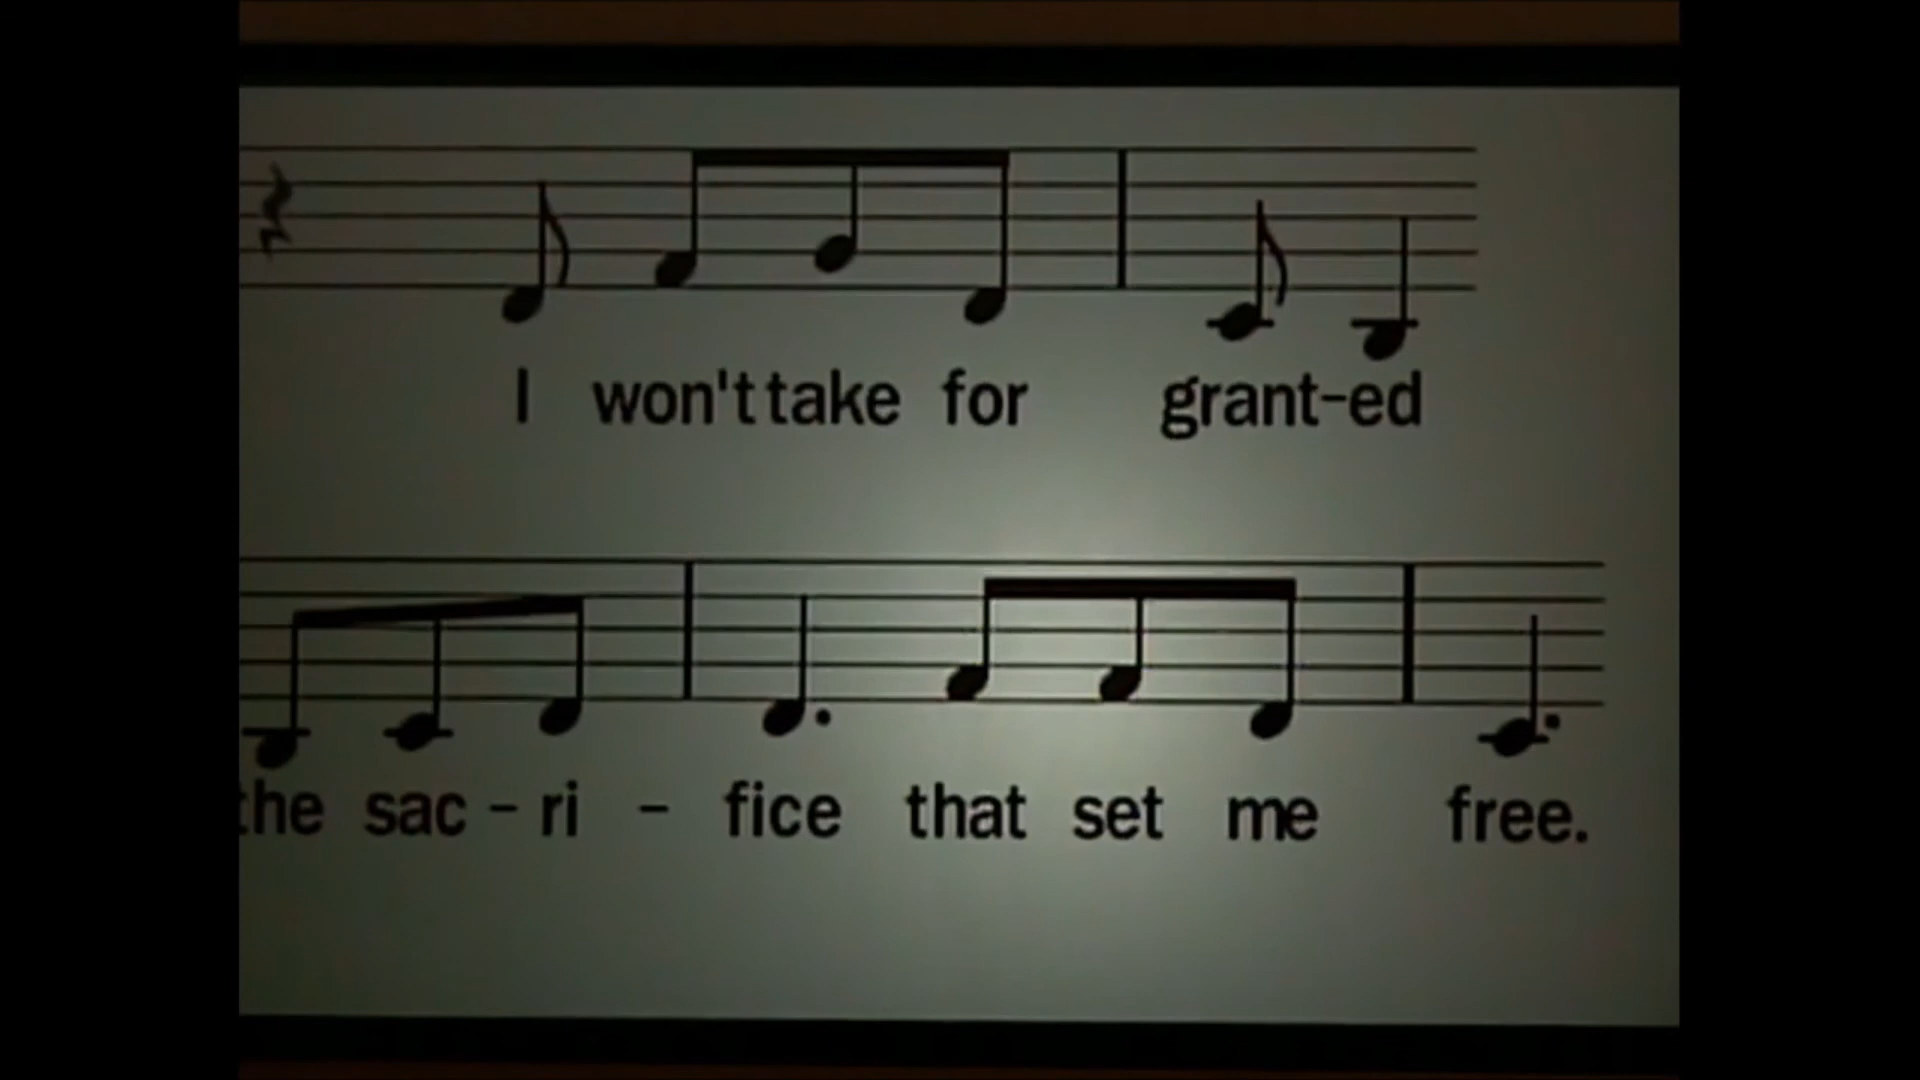 I won't take for grant-ed
the sac - ri - fice that set me free.